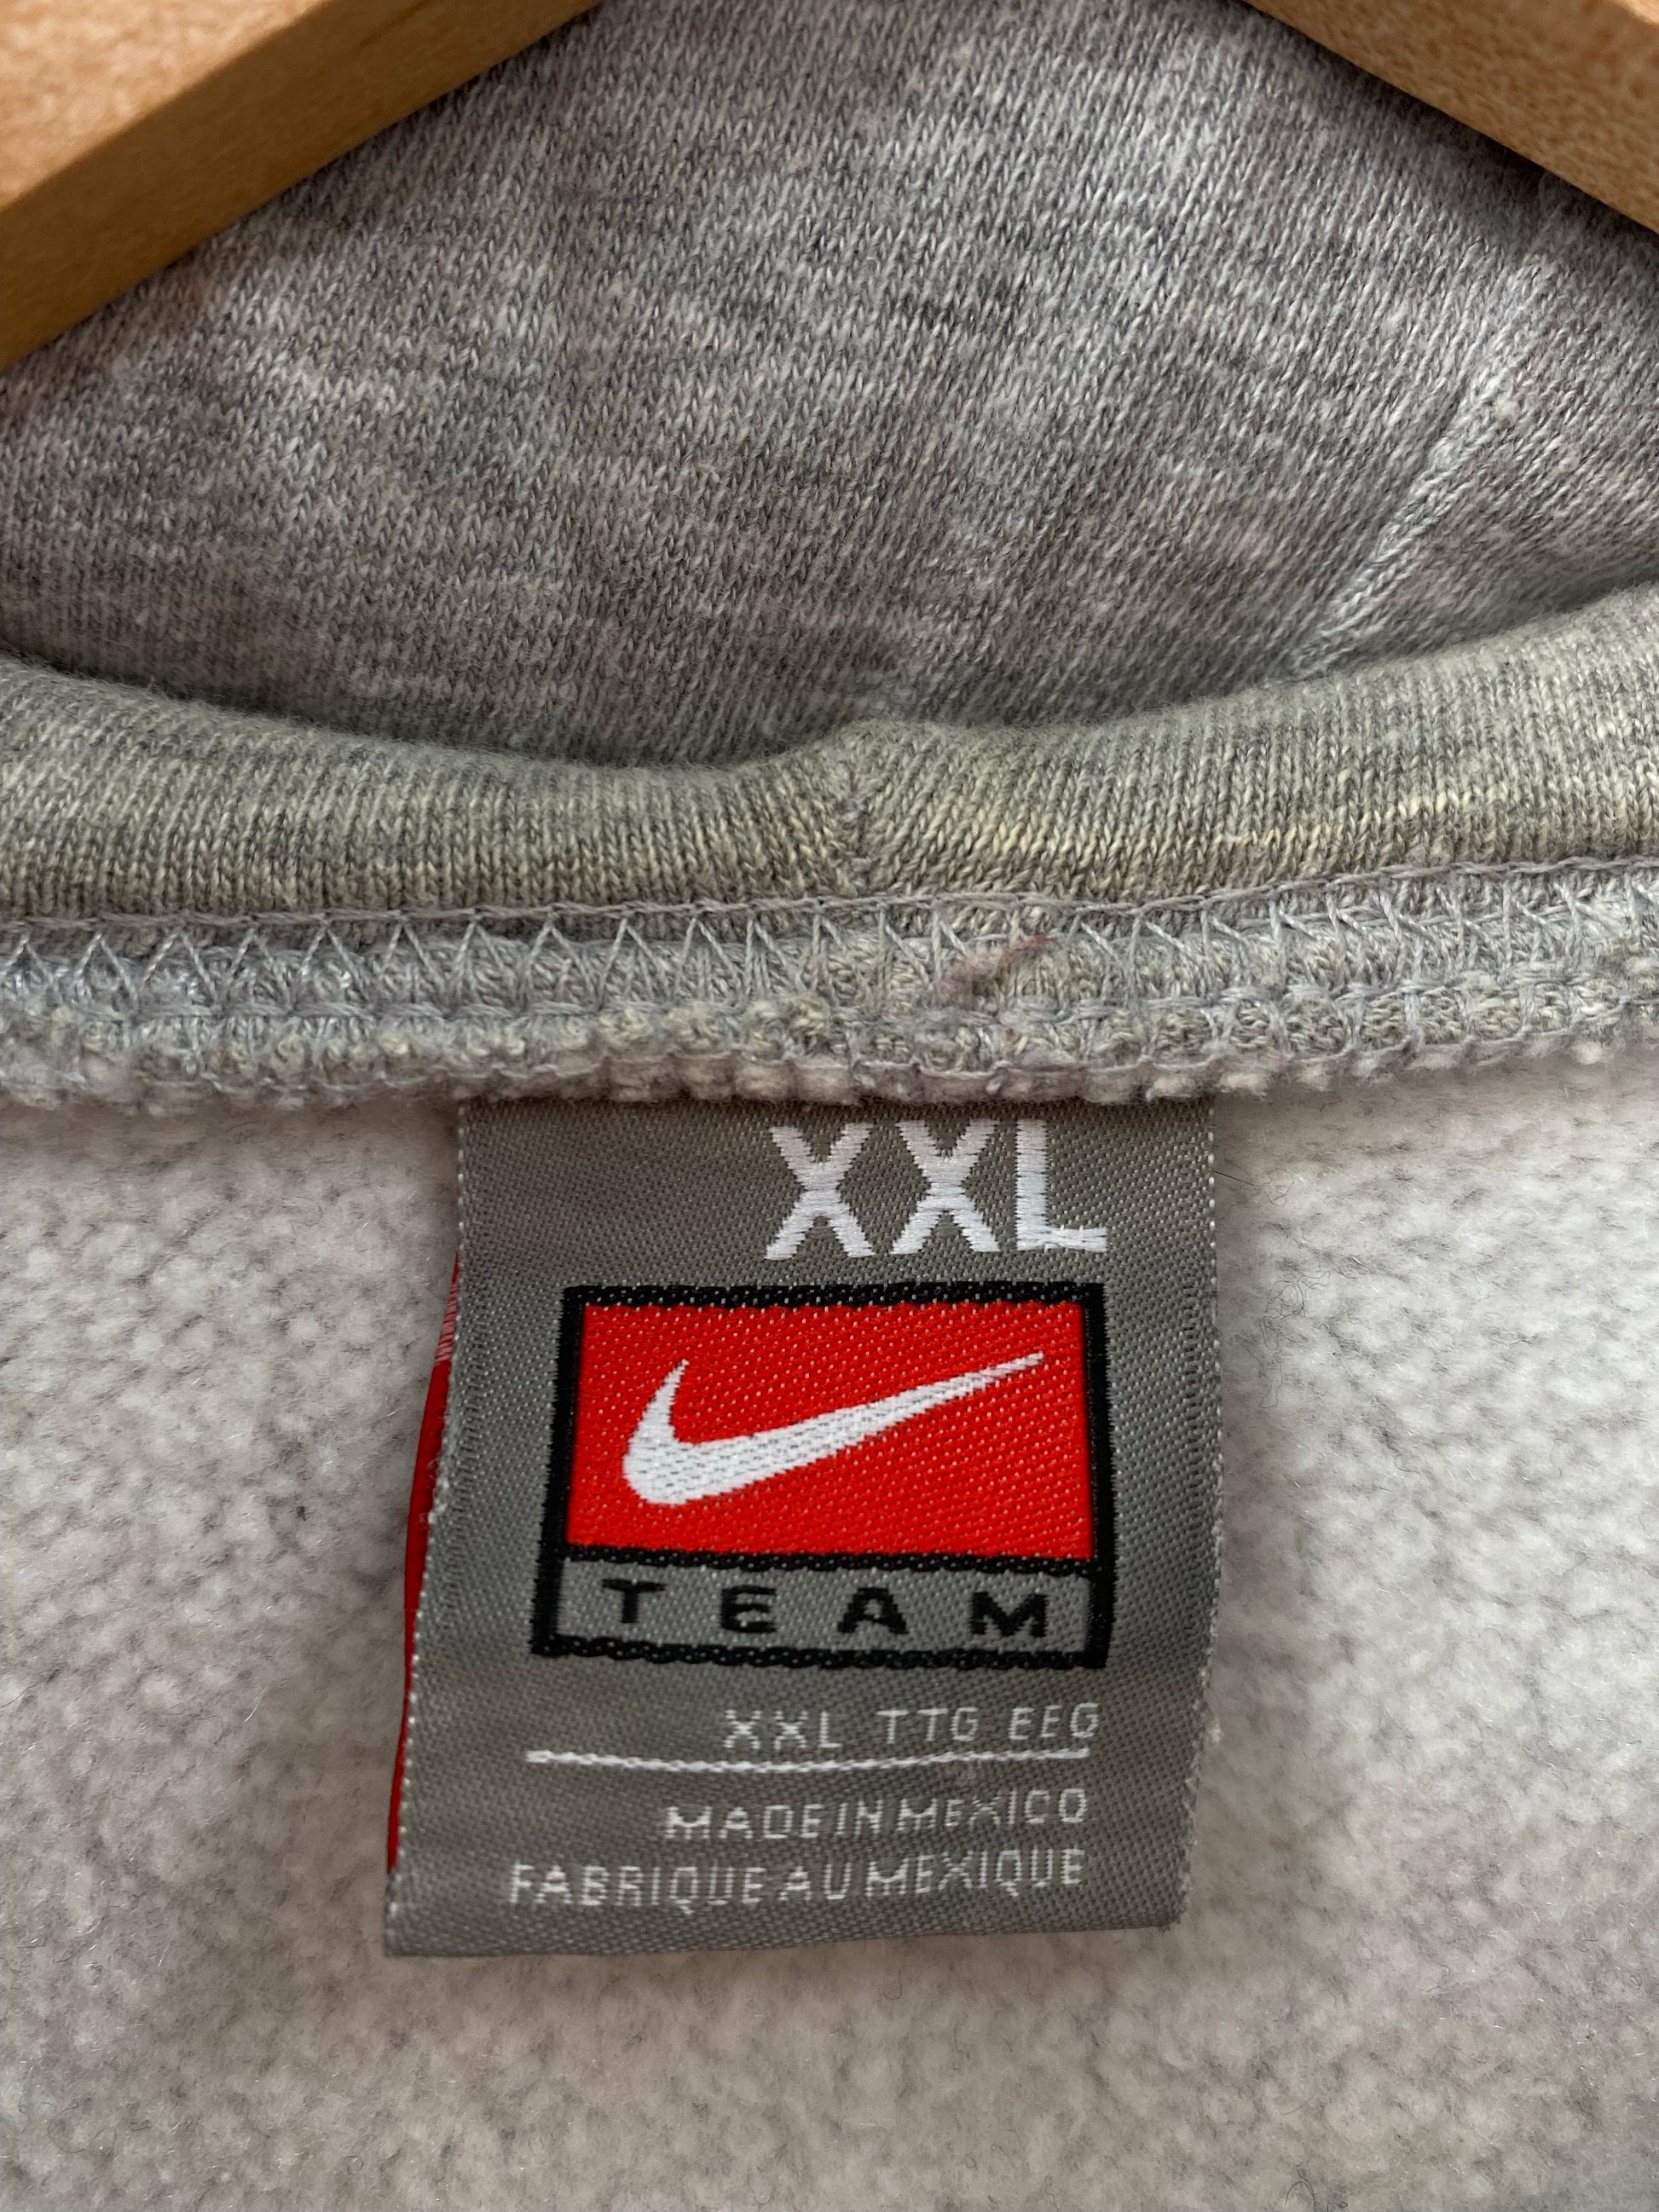 XXL
TEAM
XXL TTG EEG
MADE IN MEXICO
FABRIQUE AU MEXIQUE